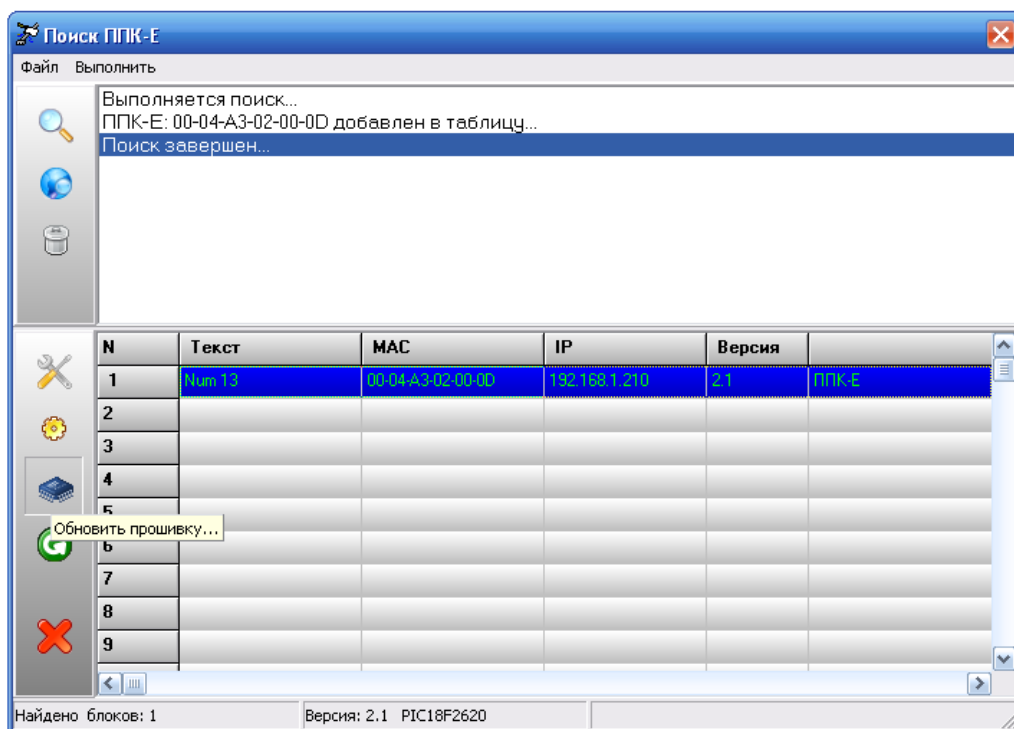 Поиск ППК-Е
Файл Выполнить
Выполняется поиск...
ППК-Е: 00-04-A3-02-00-0D добавлен в таблицу...
Поиск завершен...
N Текст MAC IP Версия
1 Num 13 00-04-A3-02-00-0D 192.168.1.210 2.1 ППК-Е
2
3
4
5
Обновить прошивку...
6
7
8
9
Найдено блоков: 1 Версия: 2.1 PIC18F2620